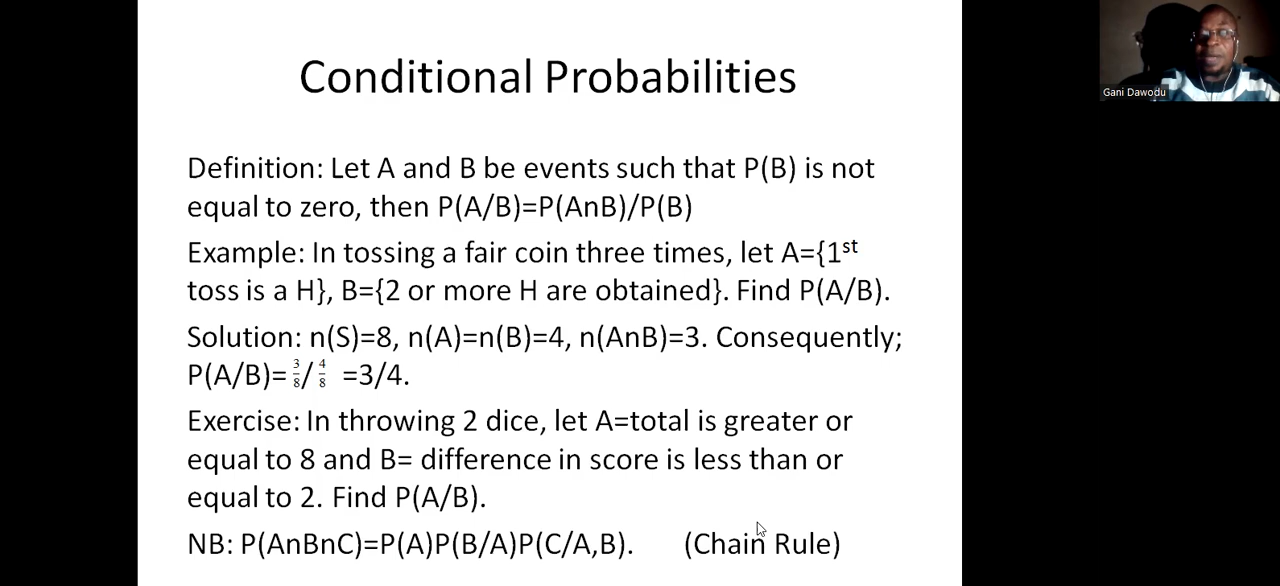 Conditional Probabilities
Gani Dawodu
Definition: Let A and B be events such that P(B) is not
equal to zero, then P(A/B)=P(AnB)/P(B)
Example: In tossing a fair coin three times, let A={1st
toss is a H}, B={2 or more H are obtained}. Find P(A/B).
Solution: n(S)=8, n(A)=n(B)=4, n(AnB)=3. Consequently;
P(A/B)= 3/8 / 4/8 =3/4.
Exercise: In throwing 2 dice, let A=total is greater or
equal to 8 and B= difference in score is less than or
equal to 2. Find P(A/B).
NB: P(AnBnC)=P(A)P(B/A)P(C/A,B). (Chain Rule)